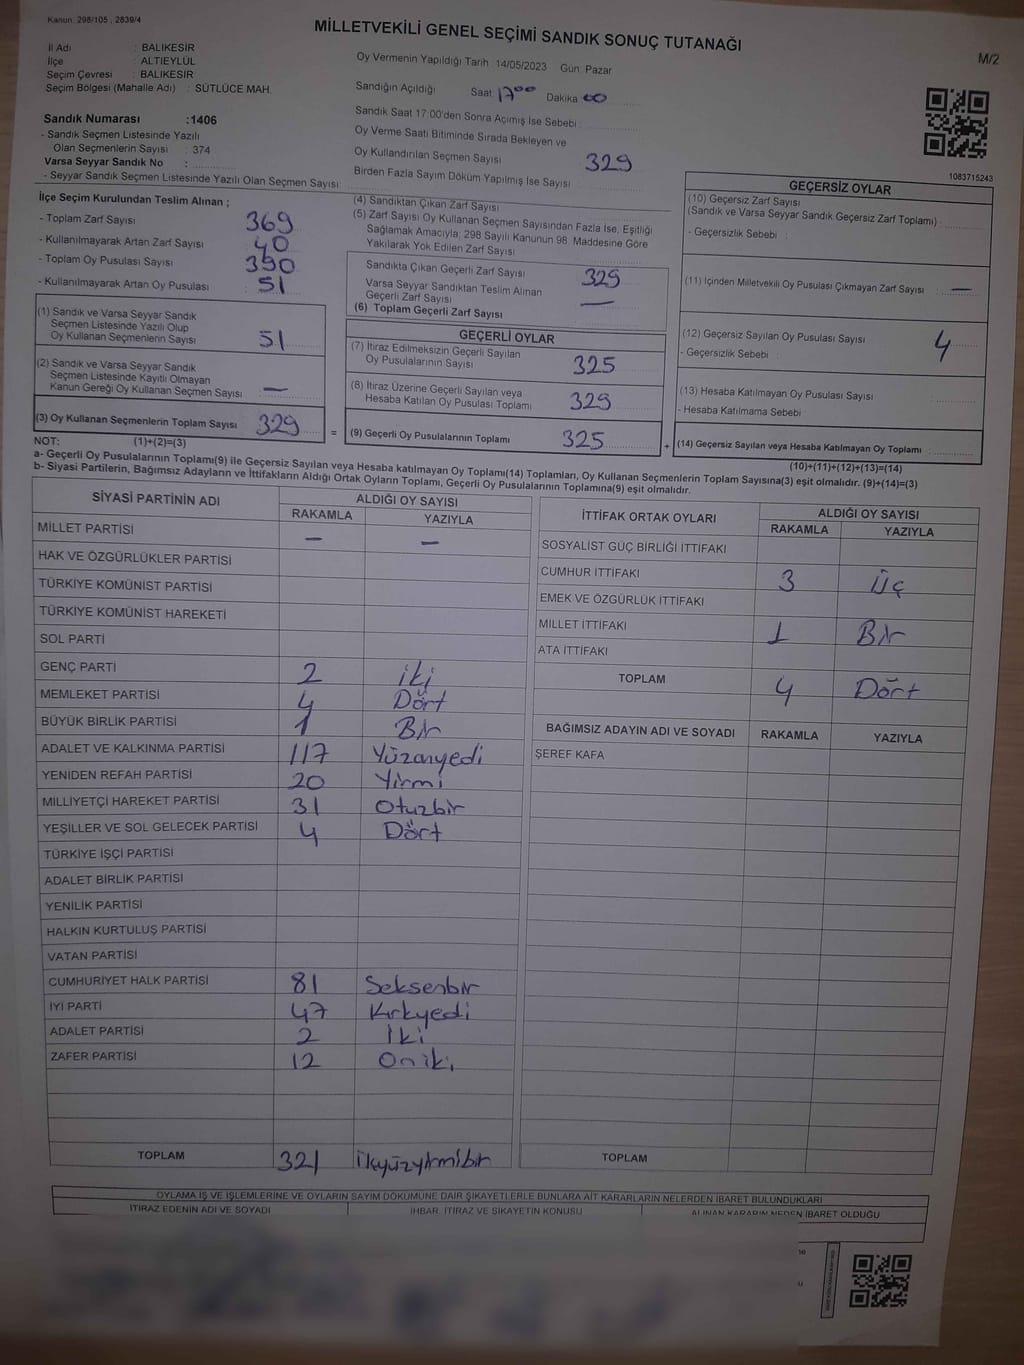 Kanun: 298/105 , 2839/4
MİLLETVEKİLİ GENEL SEÇİMİ SANDIK SONUÇ TUTANAĞI
M/2
İl Adı : BALIKESİR
İlçe : ALTIEYLÜL
Seçim Çevresi : BALIKESİR
Seçim Bölgesi (Mahalle Adı) : SÜTLÜCE MAH.
Sandık Numarası :1406
- Sandık Seçmen Listesinde Yazılı
Olan Seçmenlerin Sayısı : 374
Varsa Seyyar Sandık No :
- Seyyar Sandık Seçmen Listesinde Yazılı Olan Seçmen Sayısı:
Oy Vermenin Yapıldığı Tarih : 14/05/2023 Gün: Pazar
Sandığın Açıldığı Saat 17⁰⁰ Dakika 00
Sandık Saat 17:00'den Sonra Açımış İse Sebebi :
Oy Verme Saati Bitiminde Sırada Bekleyen ve
Oy Kullandırılan Seçmen Sayısı 329
Birden Fazla Sayım Döküm Yapılmış İse Sayısı
1083715243
İlçe Seçim Kurulundan Teslim Alınan ;
- Toplam Zarf Sayısı : 369
- Kullanılmayarak Artan Zarf Sayısı : 40
- Toplam Oy Pusulası Sayısı : 390
- Kullanılmayarak Artan Oy Pusulası : 51
(1) Sandık ve Varsa Seyyar Sandık
Seçmen Listesinde Yazılı Olup
Oy Kullanan Seçmenlerin Sayısı : 51
(2) Sandık ve Varsa Seyyar Sandık
Seçmen Listesinde Kayıtlı Olmayan
Kanun Gereği Oy Kullanan Seçmen Sayısı : —
(3) Oy Kullanan Seçmenlerin Toplam Sayısı : 329
(1)+(2)=(3)
(4) Sandıktan Çıkan Zarf Sayısı
(5) Zarf Sayısı Oy Kullanan Seçmen Sayısından Fazla İse, Eşitliği
Sağlamak Amacıyla; 298 Sayılı Kanunun 98. Maddesine Göre
Yakılarak Yok Edilen Zarf Sayısı :
Sandıkta Çıkan Geçerli Zarf Sayısı : 329
Varsa Seyyar Sandıktan Teslim Alınan
Geçerli Zarf Sayısı : —
(6) Toplam Geçerli Zarf Sayısı
GEÇERLİ OYLAR
(7) İtiraz Edilmeksizin Geçerli Sayılan
Oy Pusulalarının Sayısı : 325
(8) İtiraz Üzerine Geçerli Sayılan veya
Hesaba Katılan Oy Pusulası Toplamı : 329
= (9) Geçerli Oy Pusulalarının Toplamı 325 +
GEÇERSİZ OYLAR
(10) Geçersiz Zarf Sayısı
(Sandık ve Varsa Seyyar Sandık Geçersiz Zarf Toplamı) :
- Geçersizlik Sebebi :
(11) İçinden Milletvekili Oy Pusulası Çıkmayan Zarf Sayısı : —
(12) Geçersiz Sayılan Oy Pusulası Sayısı : 4
- Geçersizlik Sebebi :
(13) Hesaba Katılmayan Oy Pusulası Sayısı :
- Hesaba Katılmama Sebebi :
(14) Geçersiz Sayılan veya Hesaba Katılmayan Oy Toplamı :
(10)+(11)+(12)+(13)=(14)
NOT:
a- Geçerli Oy Pusulalarının Toplamı(9) ile Geçersiz Sayılan veya Hesaba katılmayan Oy Toplamı(14) Toplamları, Oy Kullanan Seçmenlerin Toplam Sayısına(3) eşit olmalıdır. (9)+(14)=(3)
b- Siyasi Partilerin, Bağımsız Adayların ve İttifakların Aldığı Ortak Oyların Toplamı, Geçerli Oy Pusulalarının Toplamına(9) eşit olmalıdır.
SİYASİ PARTİNİN ADI ALDIĞI OY SAYISI
RAKAMLA YAZIYLA
MİLLET PARTİSİ — —
HAK VE ÖZGÜRLÜKLER PARTİSİ
TÜRKİYE KOMÜNİST PARTİSİ
TÜRKİYE KOMÜNİST HAREKETİ
SOL PARTİ
GENÇ PARTİ 2 iki
MEMLEKET PARTİSİ 4 Dört
BÜYÜK BİRLİK PARTİSİ 1 Bir
ADALET VE KALKINMA PARTİSİ 117 Yüzonyedi
YENİDEN REFAH PARTİSİ 20 Yirmi
MİLLİYETÇİ HAREKET PARTİSİ 31 Otuzbir
YEŞİLLER VE SOL GELECEK PARTİSİ 4 Dört
TÜRKİYE İŞÇİ PARTİSİ
ADALET BİRLİK PARTİSİ
YENİLİK PARTİSİ
HALKIN KURTULUŞ PARTİSİ
VATAN PARTİSİ
CUMHURİYET HALK PARTİSİ 81 Seksenbir
İYİ PARTİ 47 Kırkyedi
ADALET PARTİSİ 2 İki
ZAFER PARTİSİ 12 Oniki
TOPLAM 321
İTTİFAK ORTAK OYLARI ALDIĞI OY SAYISI
RAKAMLA YAZIYLA
SOSYALİST GÜÇ BİRLİĞİ İTTİFAKI
CUMHUR İTTİFAKI 3 Üç
EMEK VE ÖZGÜRLÜK İTTİFAKI
MİLLET İTTİFAKI 1 Bir
ATA İTTİFAKI
TOPLAM 4 Dört
BAĞIMSIZ ADAYIN ADI VE SOYADI RAKAMLA YAZIYLA
ŞEREF KAFA
TOPLAM
OYLAMA İŞ VE İŞLEMLERİNE VE OYLARIN SAYIM DÖKÜMÜNE DAİR ŞİKAYETLERLE BUNLARA AİT KARARLARIN NELERDEN İBARET BULUNDUKLARI
İTİRAZ EDENİN ADI VE SOYADI İHBAR, İTİRAZ VE ŞİKAYETİN KONUSU ALINAN KARARIN NEDEN İBARET OLDUĞU